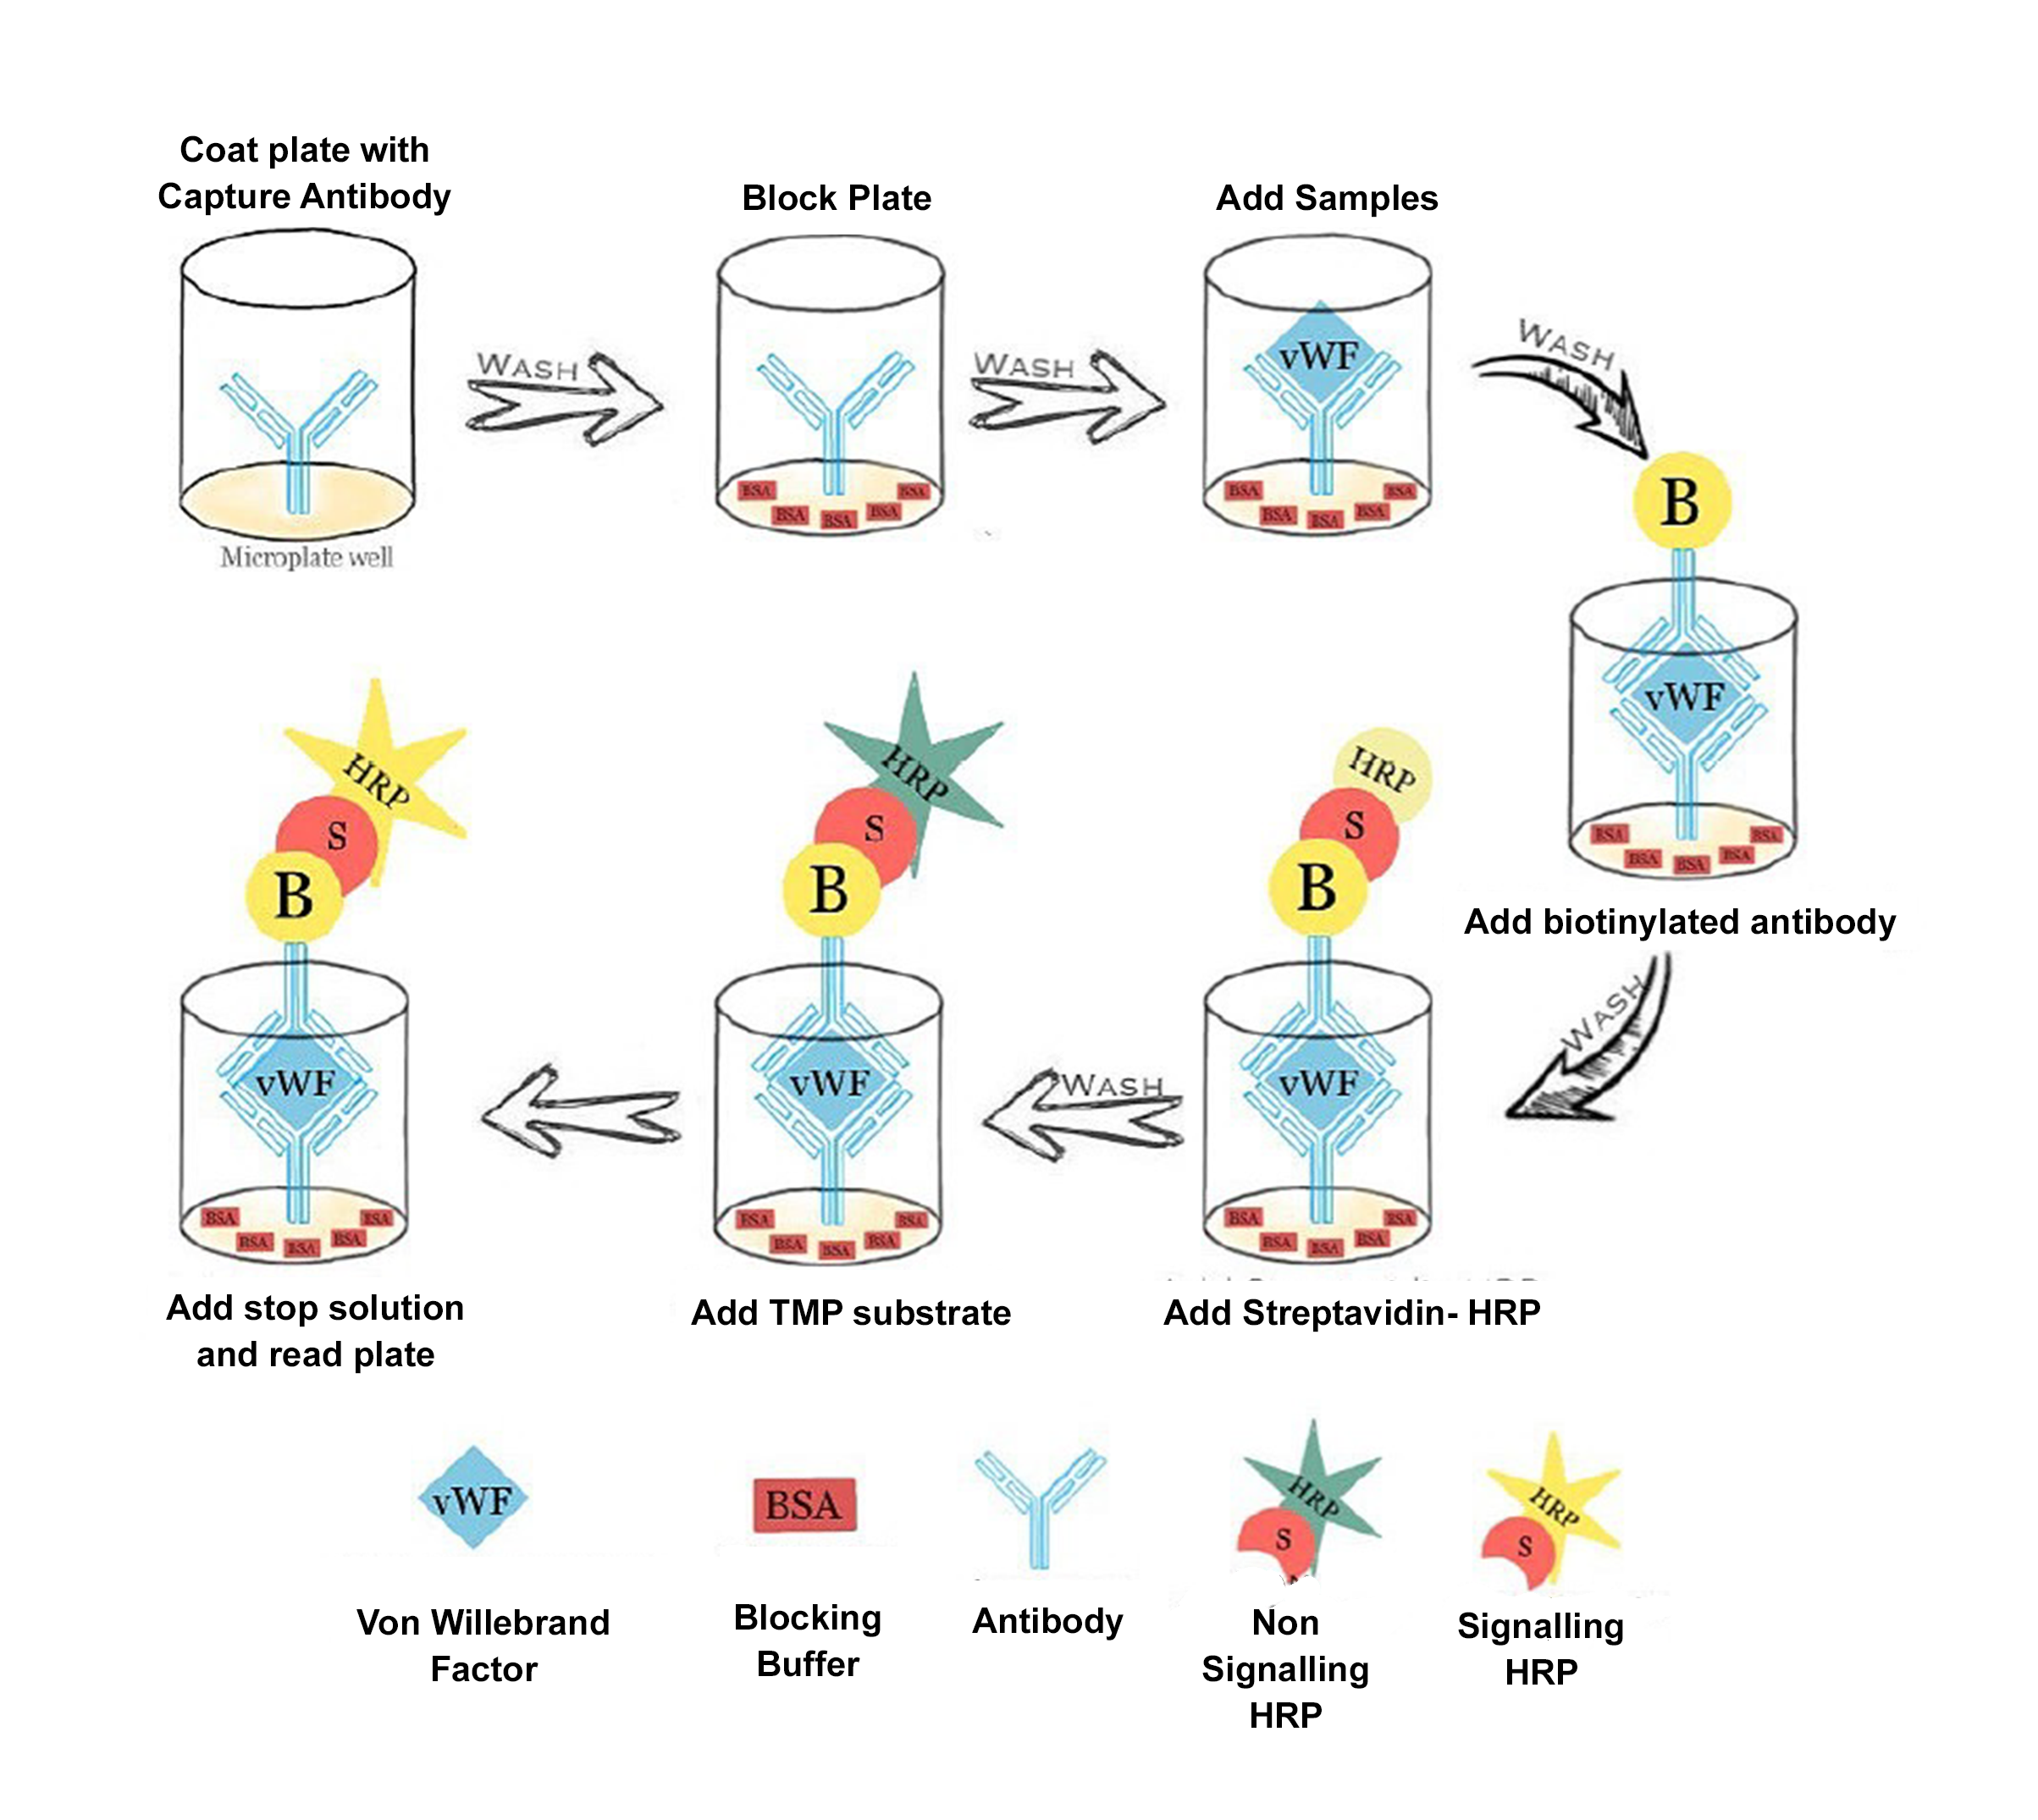 Coat plate with
Capture Antibody
Block Plate
Add Samples
WASH
WASH
WASH
vWF
BSA
BSA
BSA
BSA
BSA
BSA
BSA
BSA
BSA
BSA
Microplate well
B
vWF
BSA
BSA
BSA
BSA
BSA
Add biotinylated antibody
WASH
HRP
S
B
vWF
BSA
BSA
BSA
BSA
BSA
Add Streptavidin- HRP
WASH
HRP
S
B
vWF
BSA
BSA
BSA
BSA
BSA
Add TMP substrate
HRP
S
B
vWF
BSA
BSA
BSA
BSA
BSA
Add stop solution
and read plate
vWF
Von Willebrand
Factor
BSA
Blocking
Buffer
Antibody
HRP
S
Non
Signalling
HRP
HRP
S
Signalling
HRP